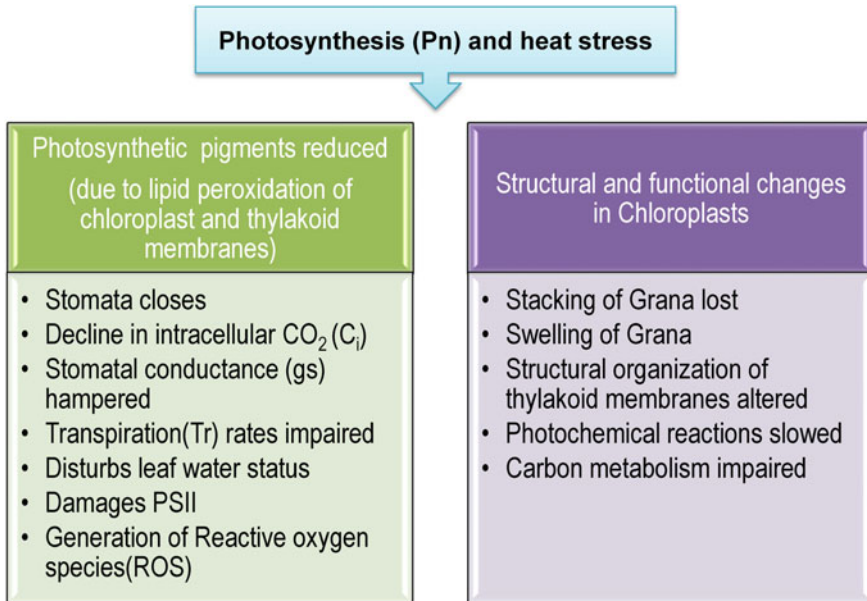 Photosynthesis (Pn) and heat stress
Photosynthetic pigments reduced
(due to lipid peroxidation of
chloroplast and thylakoid
membranes)
• Stomata closes
• Decline in intracellular CO₂ (Cᵢ)
• Stomatal conductance (gs)
hampered
• Transpiration(Tr) rates impaired
• Disturbs leaf water status
• Damages PSII
• Generation of Reactive oxygen
species(ROS)
Structural and functional changes
in Chloroplasts
• Stacking of Grana lost
• Swelling of Grana
• Structural organization of
thylakoid membranes altered
• Photochemical reactions slowed
• Carbon metabolism impaired